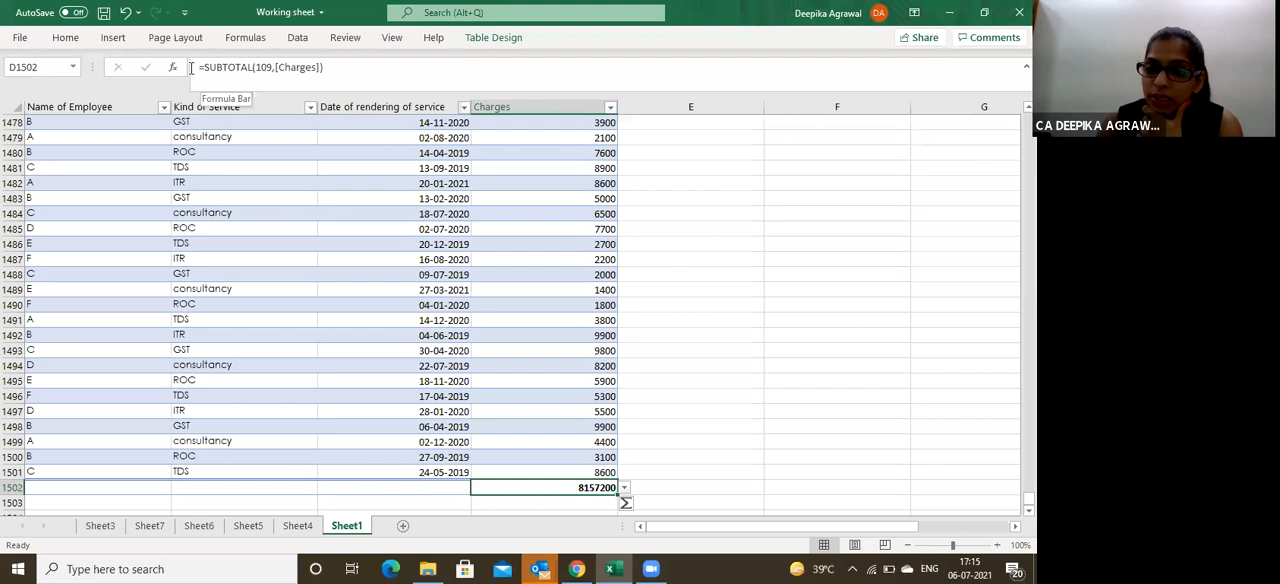 AutoSave Off Working sheet Search (Alt+Q) Deepika Agrawal DA
File Home Insert Page Layout Formulas Data Review View Help Table Design Share Comments
D1502 fx =SUBTOTAL(109,[Charges])
Formula Bar
Name of Employee Kind of Service Date of rendering of service Charges E F G
1478 B GST 14-11-2020 3900
1479 A consultancy 02-08-2020 2100
1480 B ROC 14-04-2019 7600
1481 C TDS 13-09-2019 8900
1482 A ITR 20-01-2021 8600
1483 B GST 13-02-2020 5000
1484 C consultancy 18-07-2020 6500
1485 D ROC 02-07-2020 7700
1486 E TDS 20-12-2019 2700
1487 F ITR 16-08-2020 2200
1488 C GST 09-07-2019 2000
1489 E consultancy 27-03-2021 1400
1490 F ROC 04-01-2020 1800
1491 A TDS 14-12-2020 3800
1492 B ITR 04-06-2019 9900
1493 C GST 30-04-2020 9800
1494 D consultancy 22-07-2019 8200
1495 E ROC 18-11-2020 5900
1496 F TDS 17-04-2019 5300
1497 D ITR 28-01-2020 5500
1498 B GST 06-04-2019 9900
1499 A consultancy 02-12-2020 4400
1500 B ROC 27-09-2019 3100
1501 C TDS 24-05-2019 8600
1502 8157200
1503
Sheet3 Sheet7 Sheet6 Sheet5 Sheet4 Sheet1
Ready 100%
Type here to search 39°C ENG 17:15
06-07-2021 20
CA DEEPIKA AGRAW...